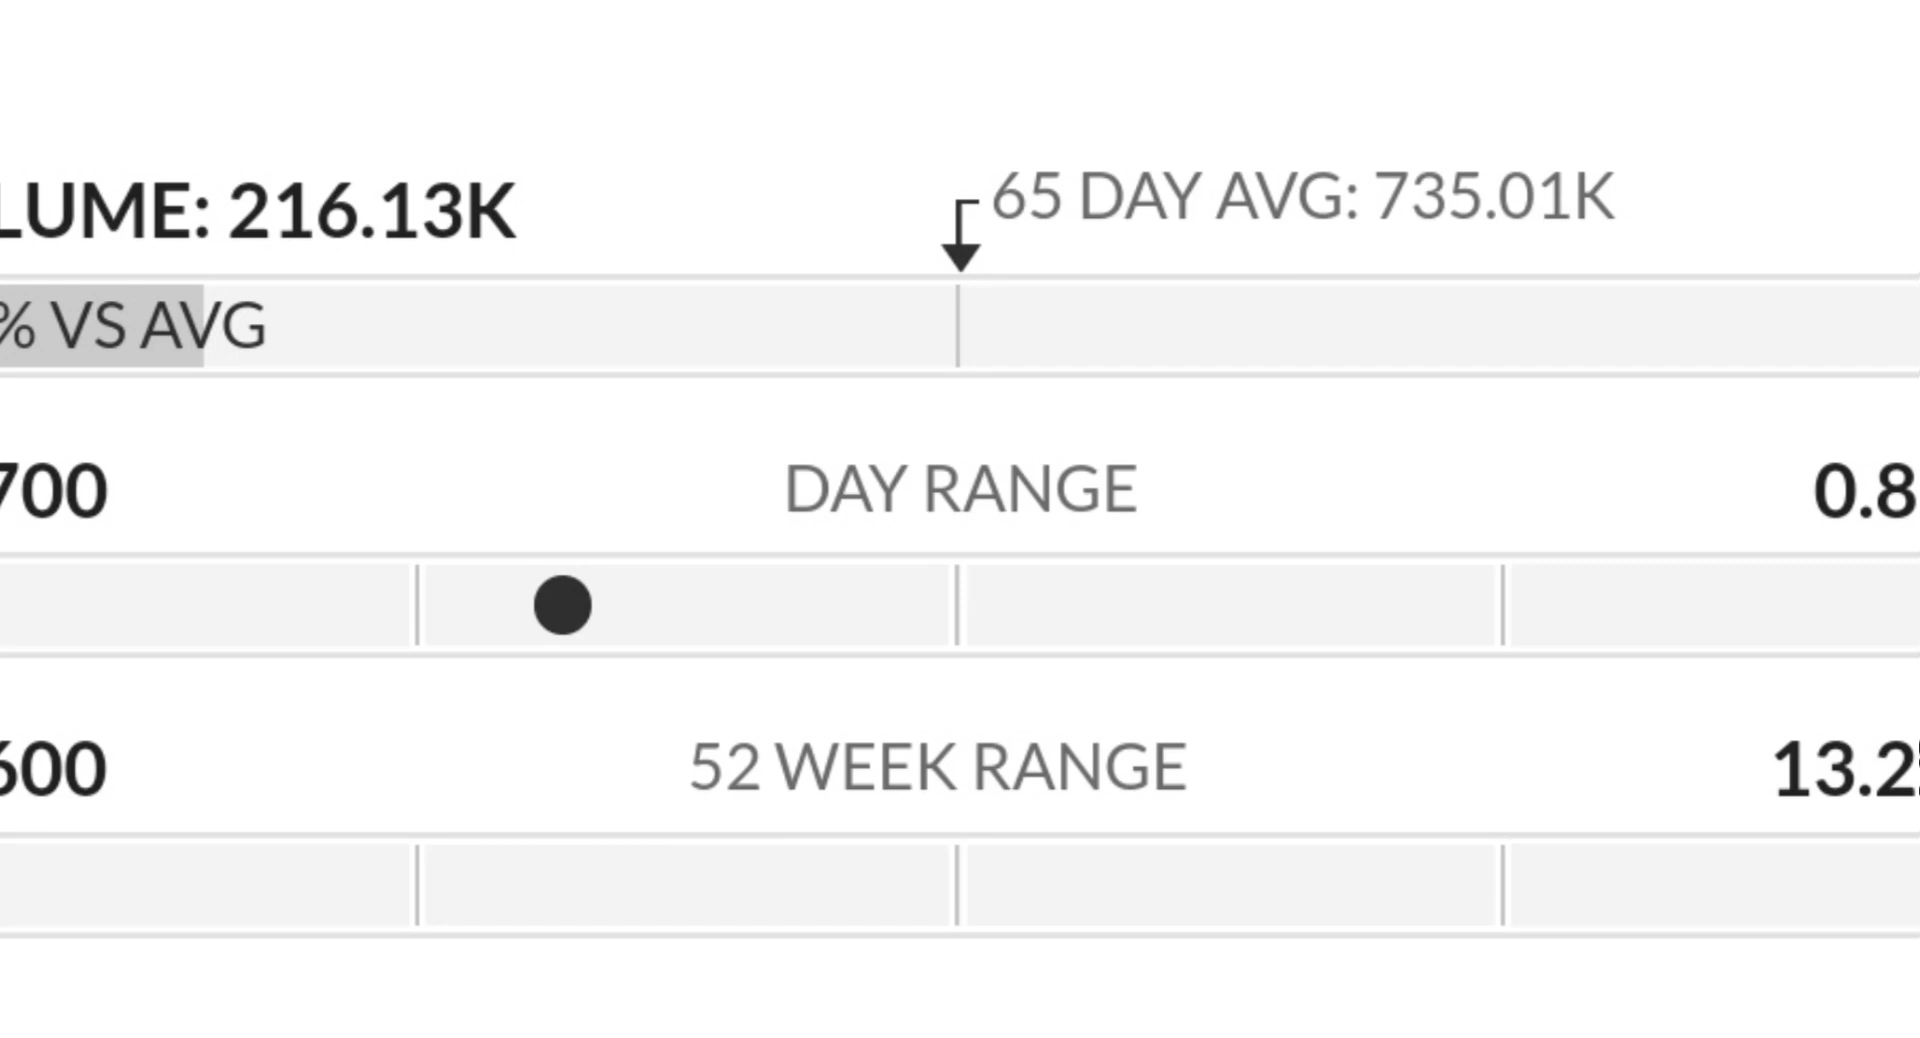 LUME: 216.13K
65 DAY AVG: 735.01K
% VS AVG
700 DAY RANGE 0.8
600 52 WEEK RANGE 13.2